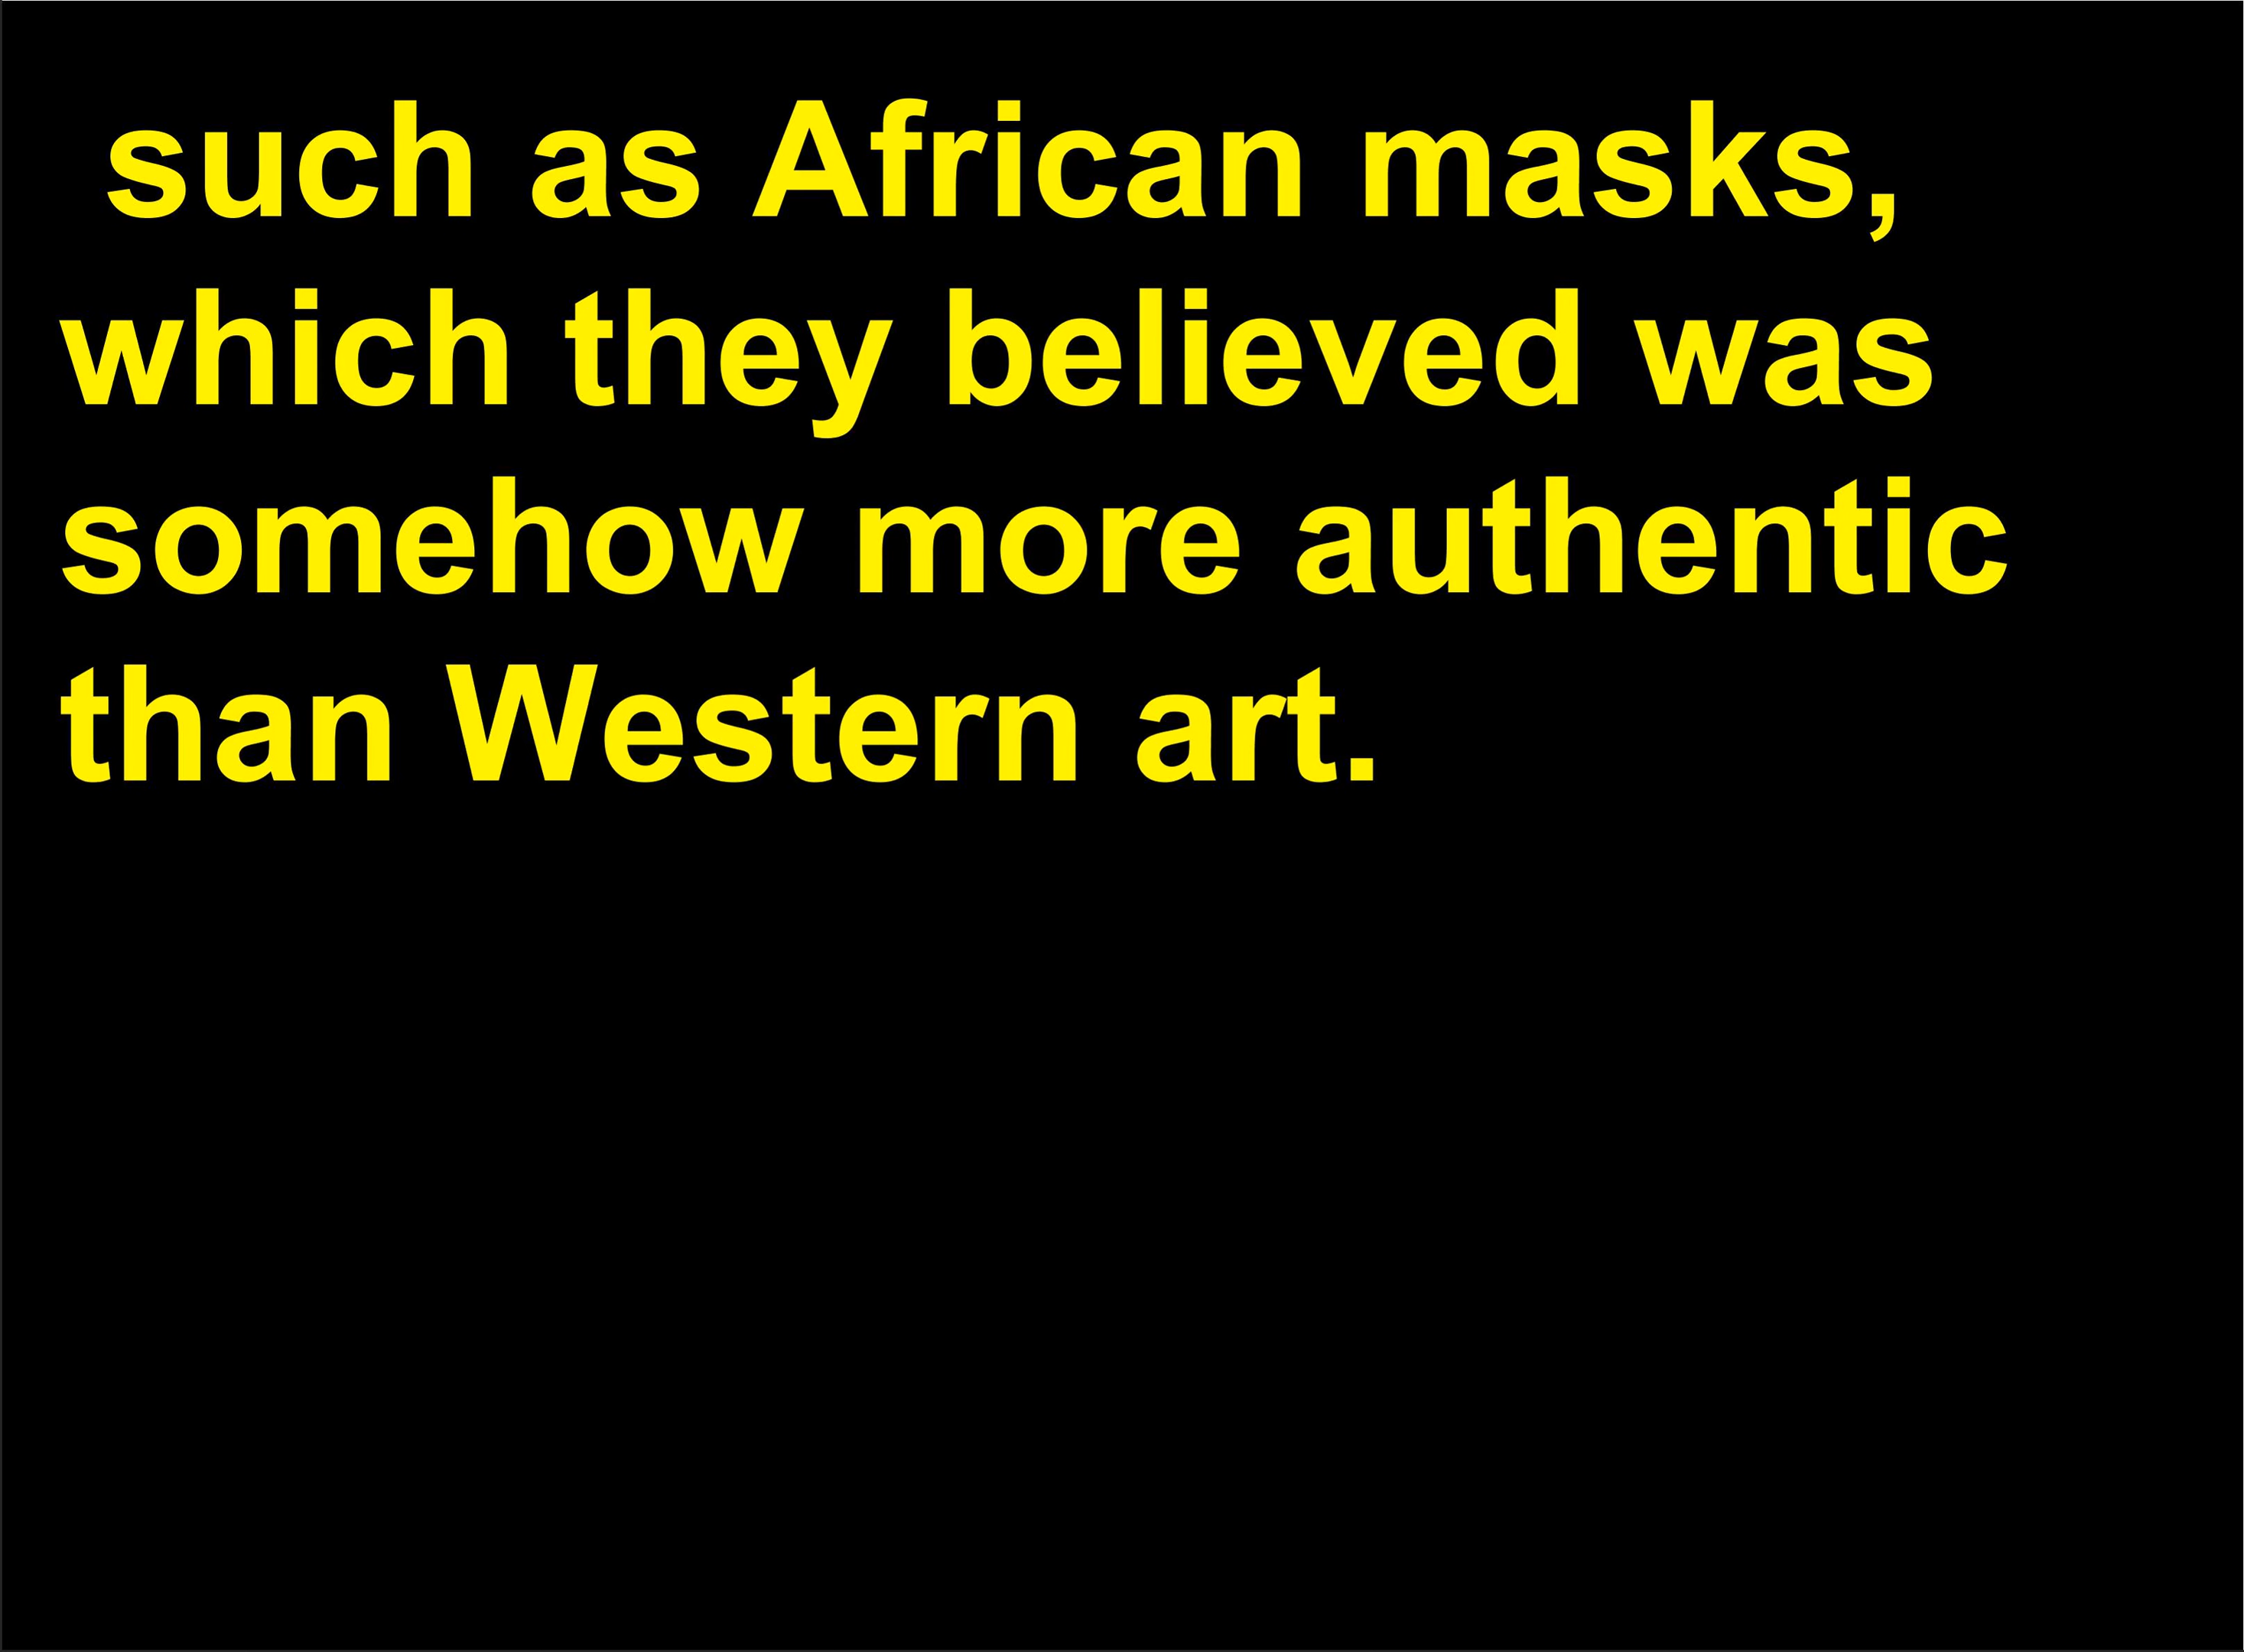 such as African masks,
which they believed was
somehow more authentic
than Western art.